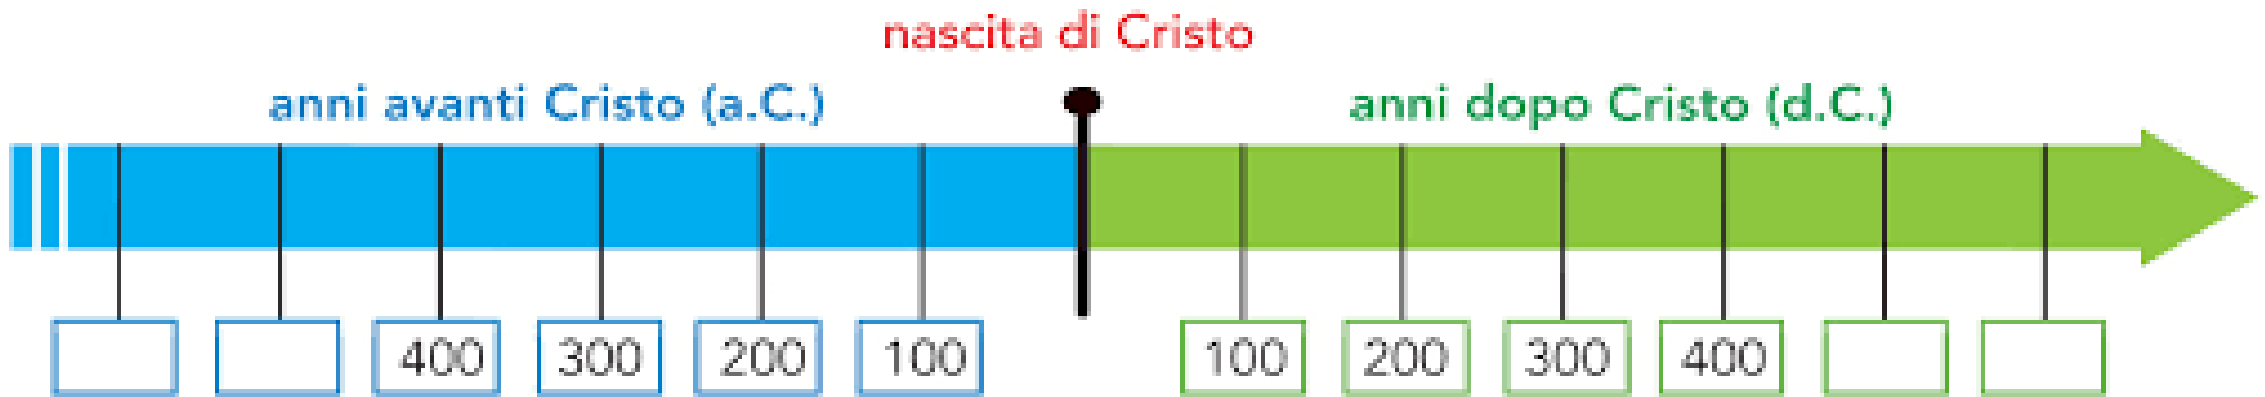 nascita di Cristo
anni avanti Cristo (a.C.)
anni dopo Cristo (d.C.)
400 300 200 100 100 200 300 400